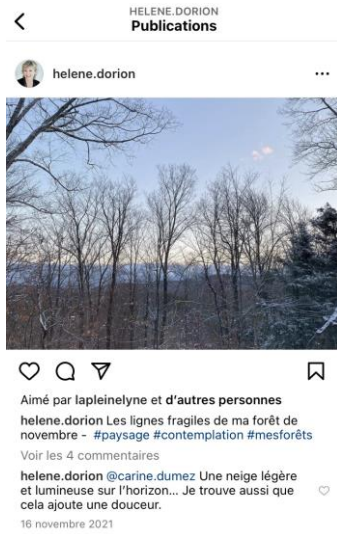 HELENE.DORION
Publications
helene.dorion
Aimé par lapleinelyne et d'autres personnes
helene.dorion Les lignes fragiles de ma forêt de
novembre - #paysage #contemplation #mesforêts
Voir les 4 commentaires
helene.dorion @carine.dumez Une neige légère
et lumineuse sur l'horizon... Je trouve aussi que
cela ajoute une douceur.
16 novembre 2021